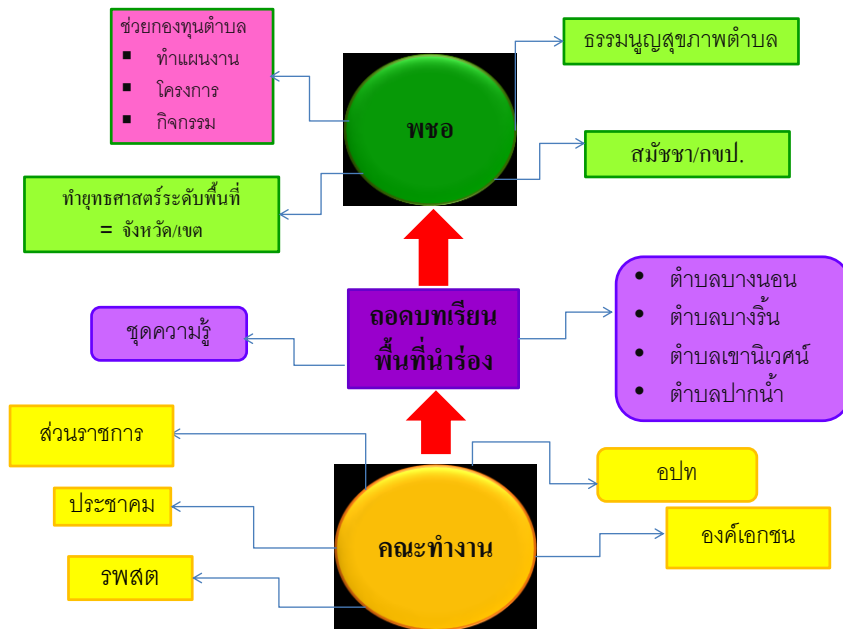 ช่วยกองทุนตำบล
▪ ทำแผนงาน
▪ โครงการ
▪ กิจกรรม
ธรรมนูญสุขภาพตำบล
พชอ
สมัชชา/กขป.
ทำยุทธศาสตร์ระดับพื้นที่
= จังหวัด/เขต
ชุดความรู้
ถอดบทเรียน
พื้นที่นำร่อง
• ตำบลบางนอน
• ตำบลบางริ้น
• ตำบลเขานิเวศน์
• ตำบลปากน้ำ
ส่วนราชการ
อปท
ประชาคม
องค์เอกชน
คณะทำงาน
รพสต